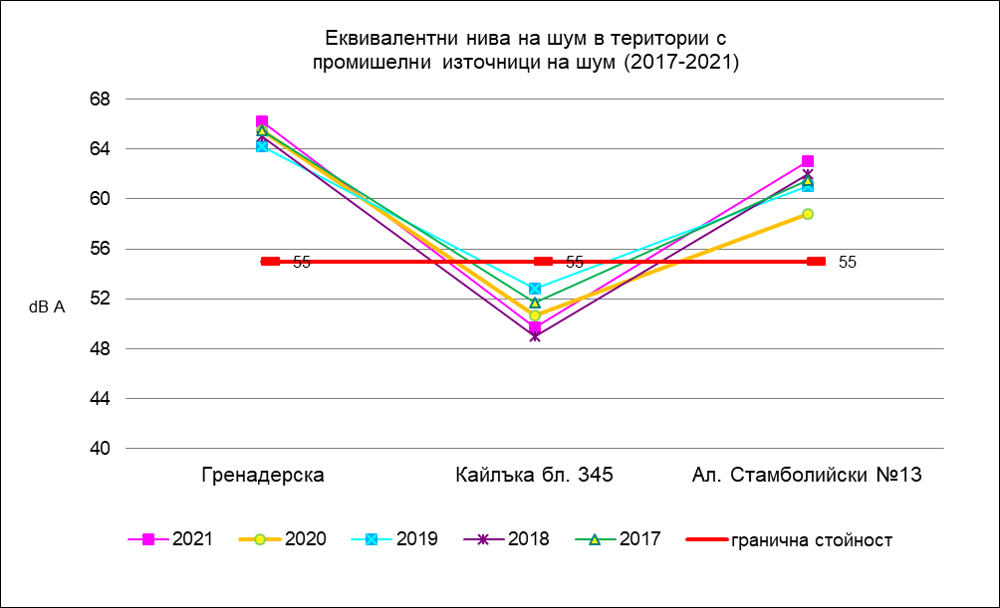 Еквивалентни нива на шум в територии с
промишелни източници на шум (2017-2021)
68
64
60
56
55 55 55
52
dB A
48
44
40
Гренадерска Кайлъка бл. 345 Ал. Стамболийски №13
2021 2020 2019 2018 2017 гранична стойност